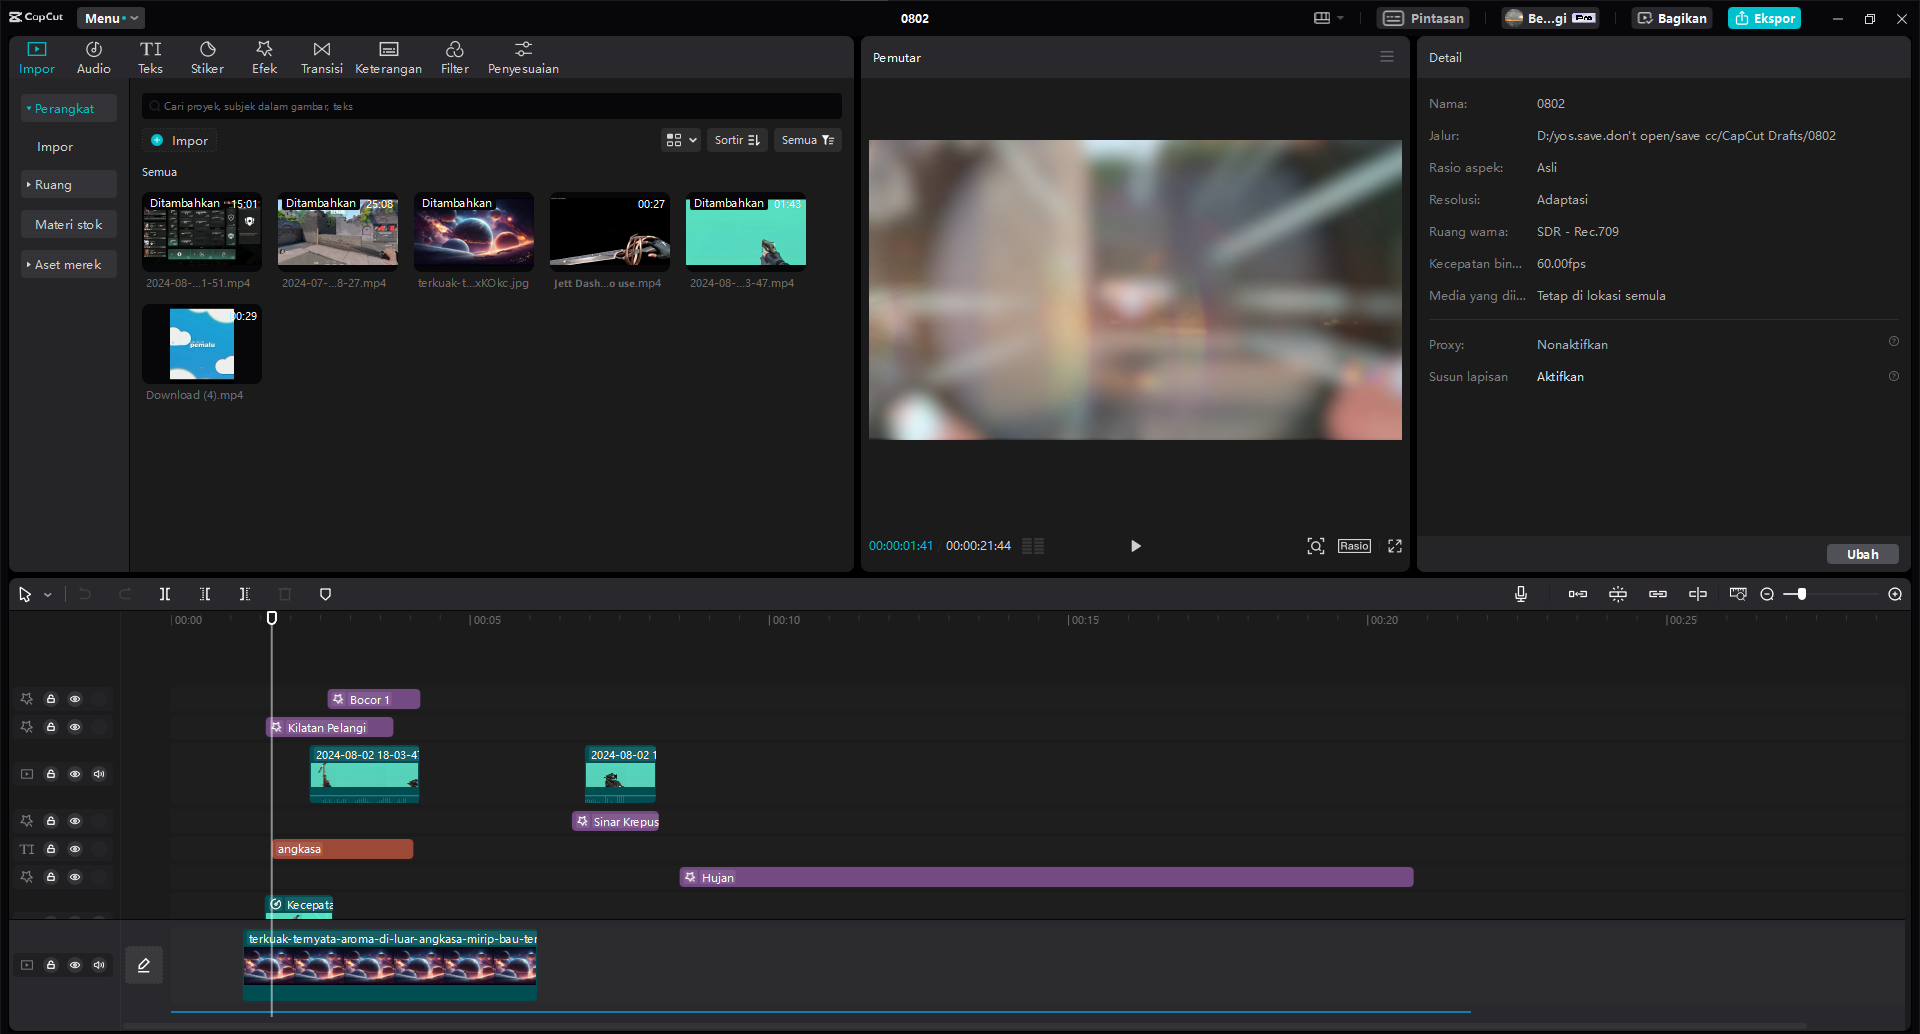 CapCut
Menu
0802
Pintasan
Be...gi
Pro
Bagikan
Ekspor
Impor
Audio
Teks
Stiker
Efek
Transisi
Keterangan
Filter
Penyesuaian
Perangkat
Impor
Ruang
Materi stok
Aset merek
Cari proyek, subjek dalam gambar, teks
Impor
Sortir
Semua
Semua
Ditambahkan
15:01
Ditambahkan
25:08
Ditambahkan
00:27
Ditambahkan
01:43
2024-08-...1-51.mp4
2024-07-...8-27.mp4
terkuak-t...xKOkc.jpg
Jett Dash...o use.mp4
2024-08-...3-47.mp4
00:29
pemalu
Download (4).mp4
Pemutar
00:00:01:41
00:00:21:44
Rasio
Detail
Nama:
0802
Jalur:
D:/yos.save.don't open/save cc/CapCut Drafts/0802
Rasio aspek:
Asli
Resolusi:
Adaptasi
Ruang warna:
SDR - Rec.709
Kecepatan bin...
60.00fps
Media yang dii...
Tetap di lokasi semula
Proxy:
Nonaktifkan
Susun lapisan
Aktifkan
Ubah
00:00
00:05
00:10
00:15
00:20
00:25
Bocor 1
Kilatan Pelangi
2024-08-02 18-03-47
2024-08-02 1
Sinar Krepus
TI
angkasa
Hujan
Kecepata
terkuak-ternyata-aroma-di-luar-angkasa-mirip-bau-ter